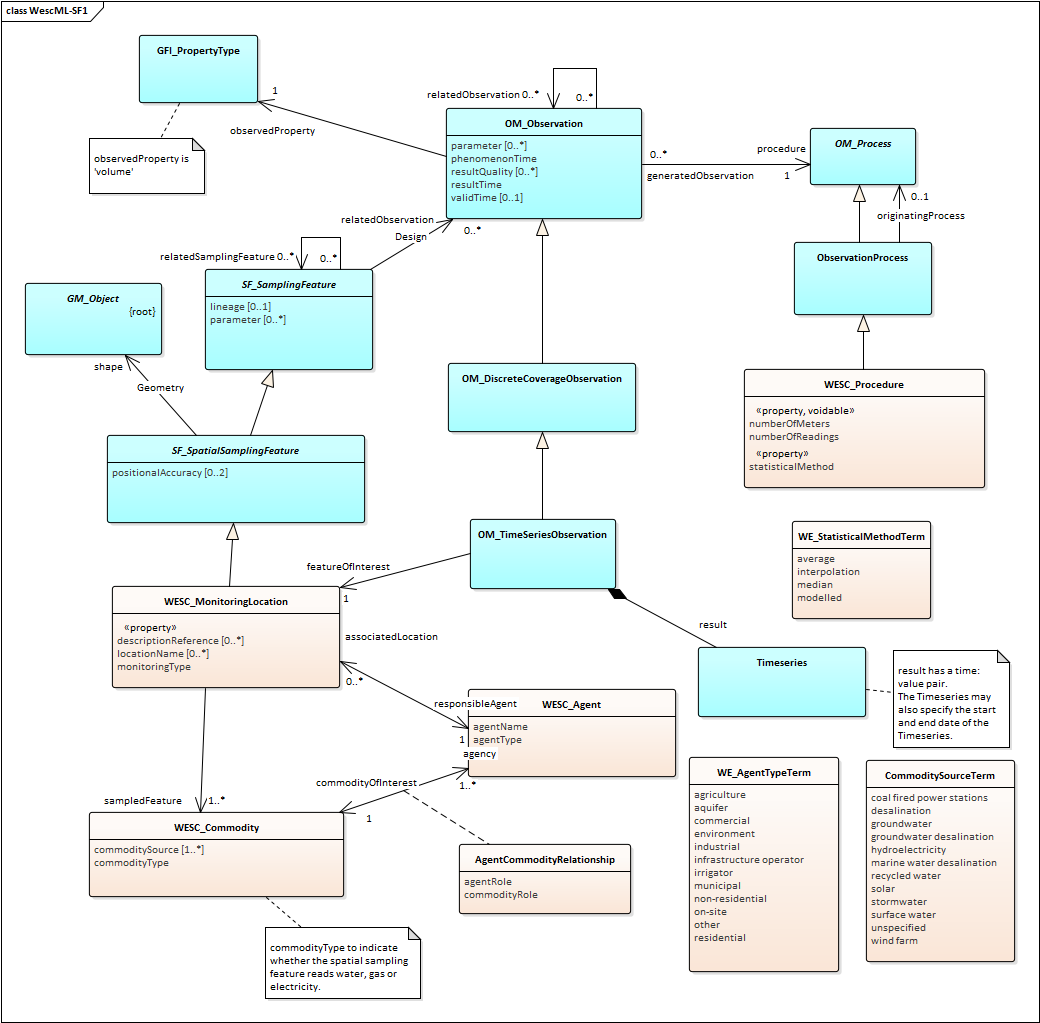 class WescML-SF1
GFI_PropertyType
1
observedProperty
observedProperty is
'volume'
relatedObservation 0..*
0..*
OM_Observation
parameter [0..*]
phenomenonTime
resultQuality [0..*]
resultTime
validTime [0..1]
0..*
generatedObservation
procedure
1
OM_Process
0..1
originatingProcess
ObservationProcess
relatedObservation
Design
0..*
relatedSamplingFeature 0..*
0..*
SF_SamplingFeature
lineage [0..1]
parameter [0..*]
GM_Object
{root}
shape
Geometry
OM_DiscreteCoverageObservation
WESC_Procedure
«property, voidable»
numberOfMeters
numberOfReadings
«property»
statisticalMethod
SF_SpatialSamplingFeature
positionalAccuracy [0..2]
OM_TimeSeriesObservation
WE_StatisticalMethodTerm
average
interpolation
median
modelled
featureOfInterest
1
WESC_MonitoringLocation
«property»
descriptionReference [0..*]
locationName [0..*]
monitoringType
associatedLocation
0..*
result
Timeseries
result has a time:
value pair.
The Timeseries may
also specify the start
and end date of the
Timeseries.
responsibleAgent
1
WESC_Agent
agentName
agentType
agency
1..*
commodityOfInterest
1
sampledFeature
1..*
WESC_Commodity
commoditySource [1..*]
commodityType
AgentCommodityRelationship
agentRole
commodityRole
commodityType to indicate
whether the spatial sampling
feature reads water, gas or
electricity.
WE_AgentTypeTerm
agriculture
aquifer
commercial
environment
industrial
infrastructure operator
irrigator
municipal
non-residential
on-site
other
residential
CommoditySourceTerm
coal fired power stations
desalination
groundwater
groundwater desalination
hydroelectricity
marine water desalination
recycled water
solar
stormwater
surface water
unspecified
wind farm